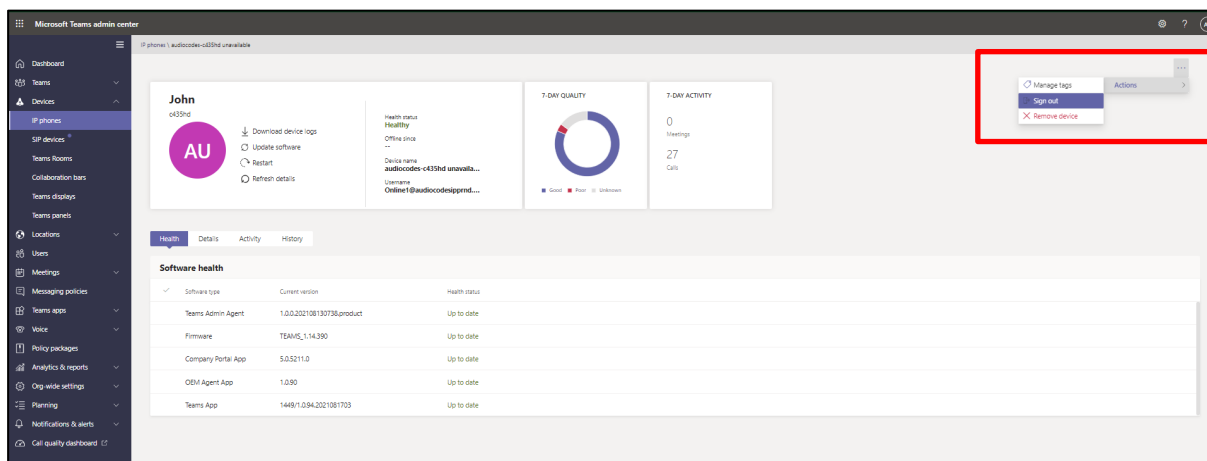 Microsoft Teams admin center
?
IP phones \ audiocodes-c435hd unavailable
Dashboard
Teams
Devices
IP phones
SIP devices
Teams Rooms
Collaboration bars
Teams displays
Teams panels
Locations
Users
Meetings
Messaging policies
Teams apps
Voice
Policy packages
Analytics & reports
Org-wide settings
Planning
Notifications & alerts
Call quality dashboard
John
c435hd
AU
Download device logs
Update software
Restart
Refresh details
Health status
Healthy
Offline since
--
Device name
audiocodes-c435hd unavaila...
Username
Online1@audiocodesipprnd....
7-DAY QUALITY
Good Poor Unknown
7-DAY ACTIVITY
0
Meetings
27
Calls
...
Manage tags
Actions
Sign out
Remove device
Health Details Activity History
Software health
Software type Current version Health status
Teams Admin Agent 1.0.0.202108130738.product Up to date
Firmware TEAMS_1.14.390 Up to date
Company Portal App 5.0.5211.0 Up to date
OEM Agent App 1.0.90 Up to date
Teams App 1449/1.0.94.2021081703 Up to date